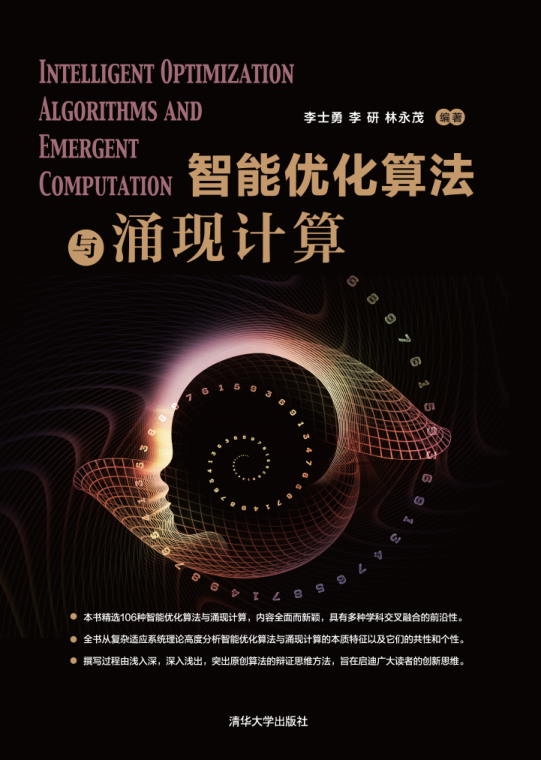 INTELLIGENT OPTIMIZATION
ALGORITHMS AND
EMERGENT
COMPUTATION
李士勇 李 研 林永茂 编著
智能优化算法
与涌现计算
本书精选106种智能优化算法与涌现计算，内容全面而新颖，具有多种学科交叉融合的前沿性。
全书从复杂适应系统理论高度分析智能优化算法与涌现计算的本质特征以及它们的共性和个性。
撰写过程由浅入深，深入浅出，突出原创算法的辩证思维方法，旨在启迪广大读者的创新思维。
清华大学出版社